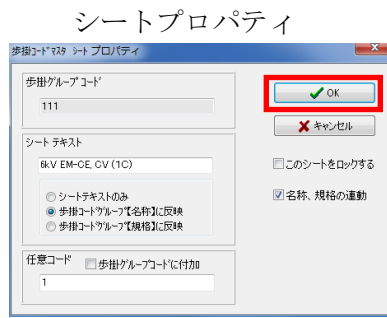 シートプロパティ
歩掛ｺｰﾄﾞﾏｽﾀ ｼｰﾄ プロパティ
歩掛ｸﾞﾙｰﾌﾟｺｰﾄﾞ
111
OK
キャンセル
シート テキスト
6kV EM-CE, CV (1C)
このシートをロックする
シートテキストのみ
名称、規格の連動
歩掛ｺｰﾄﾞｸﾞﾙｰﾌﾟ【名称】に反映
歩掛ｺｰﾄﾞｸﾞﾙｰﾌﾟ【規格】に反映
任意コード
歩掛ｸﾞﾙｰﾌﾟｺｰﾄﾞに付加
1